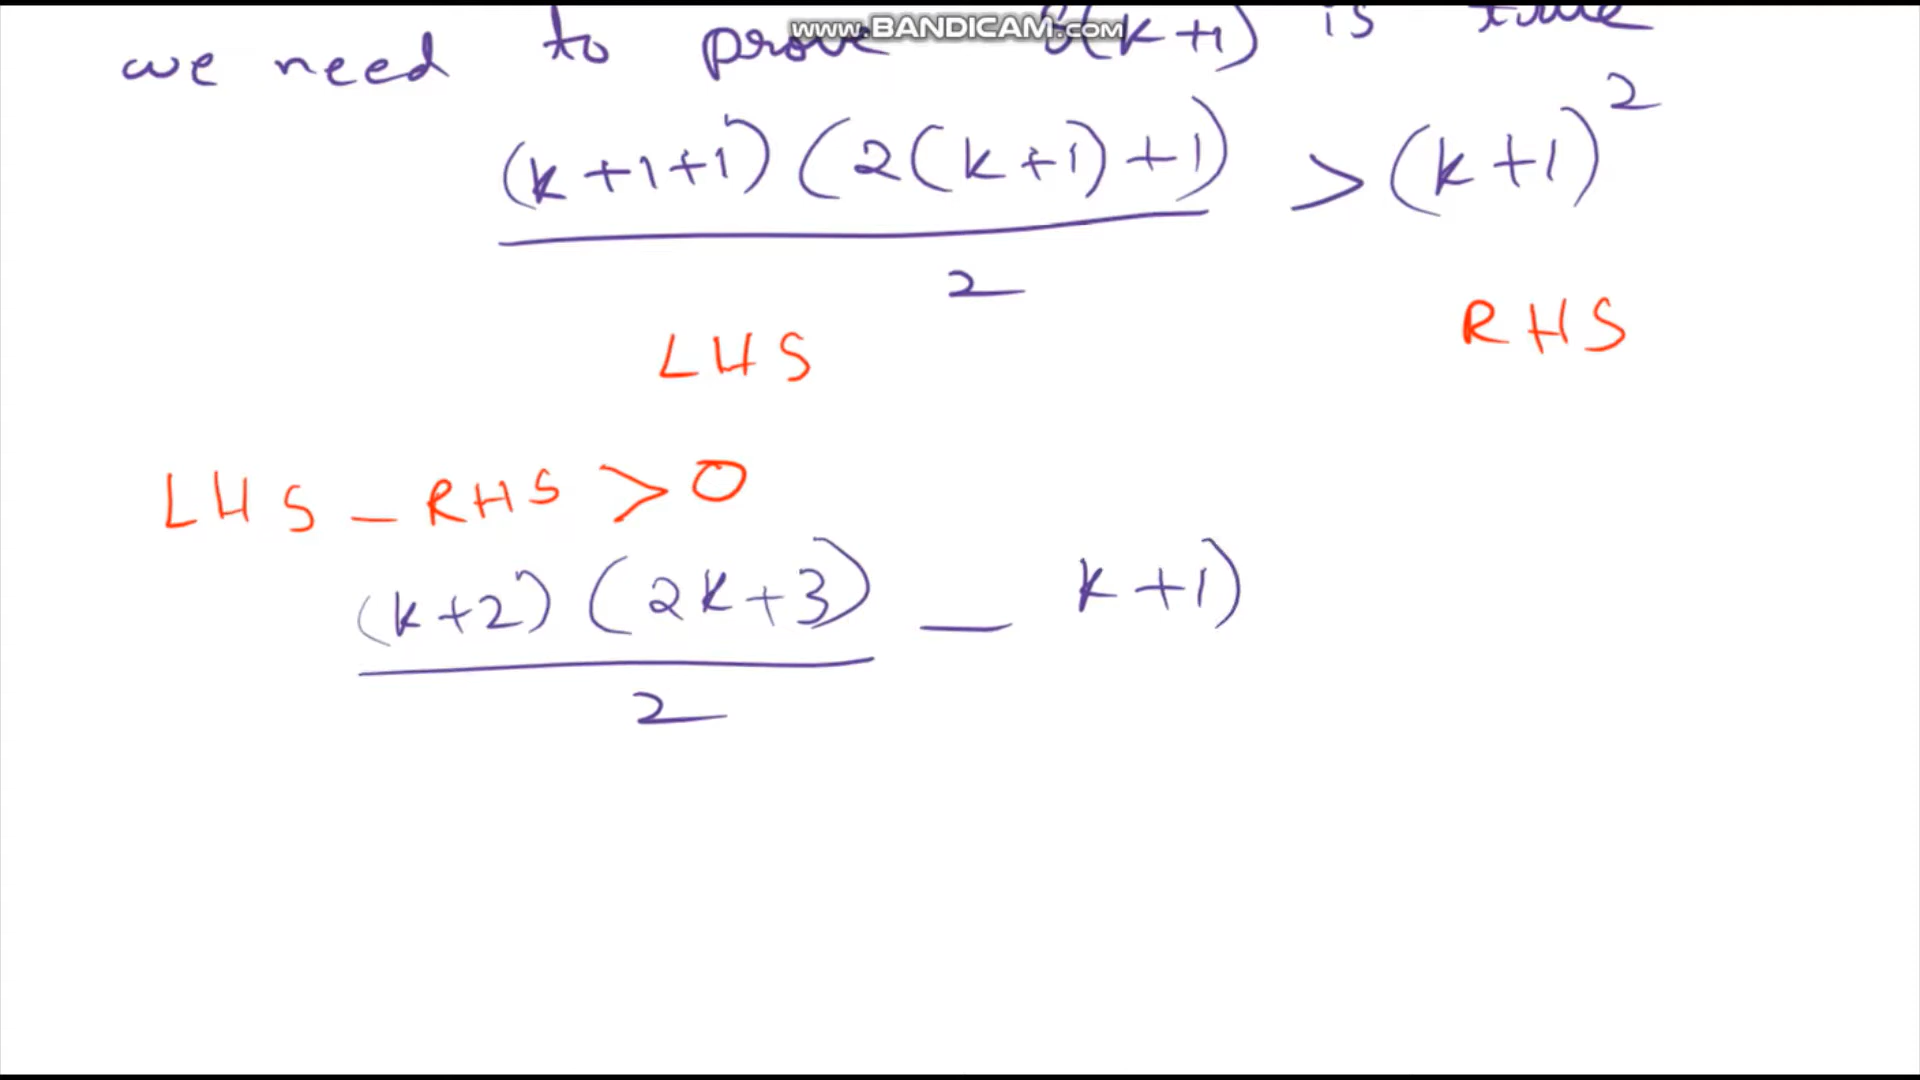 www.BANDICAM.com
we need to prove (k+1) is true
(k+1+1)(2(k+1)+1) > (k+1)²
2
LHS RHS
LHS - RHS > 0
(k+2)(2k+3) - k+1)
2